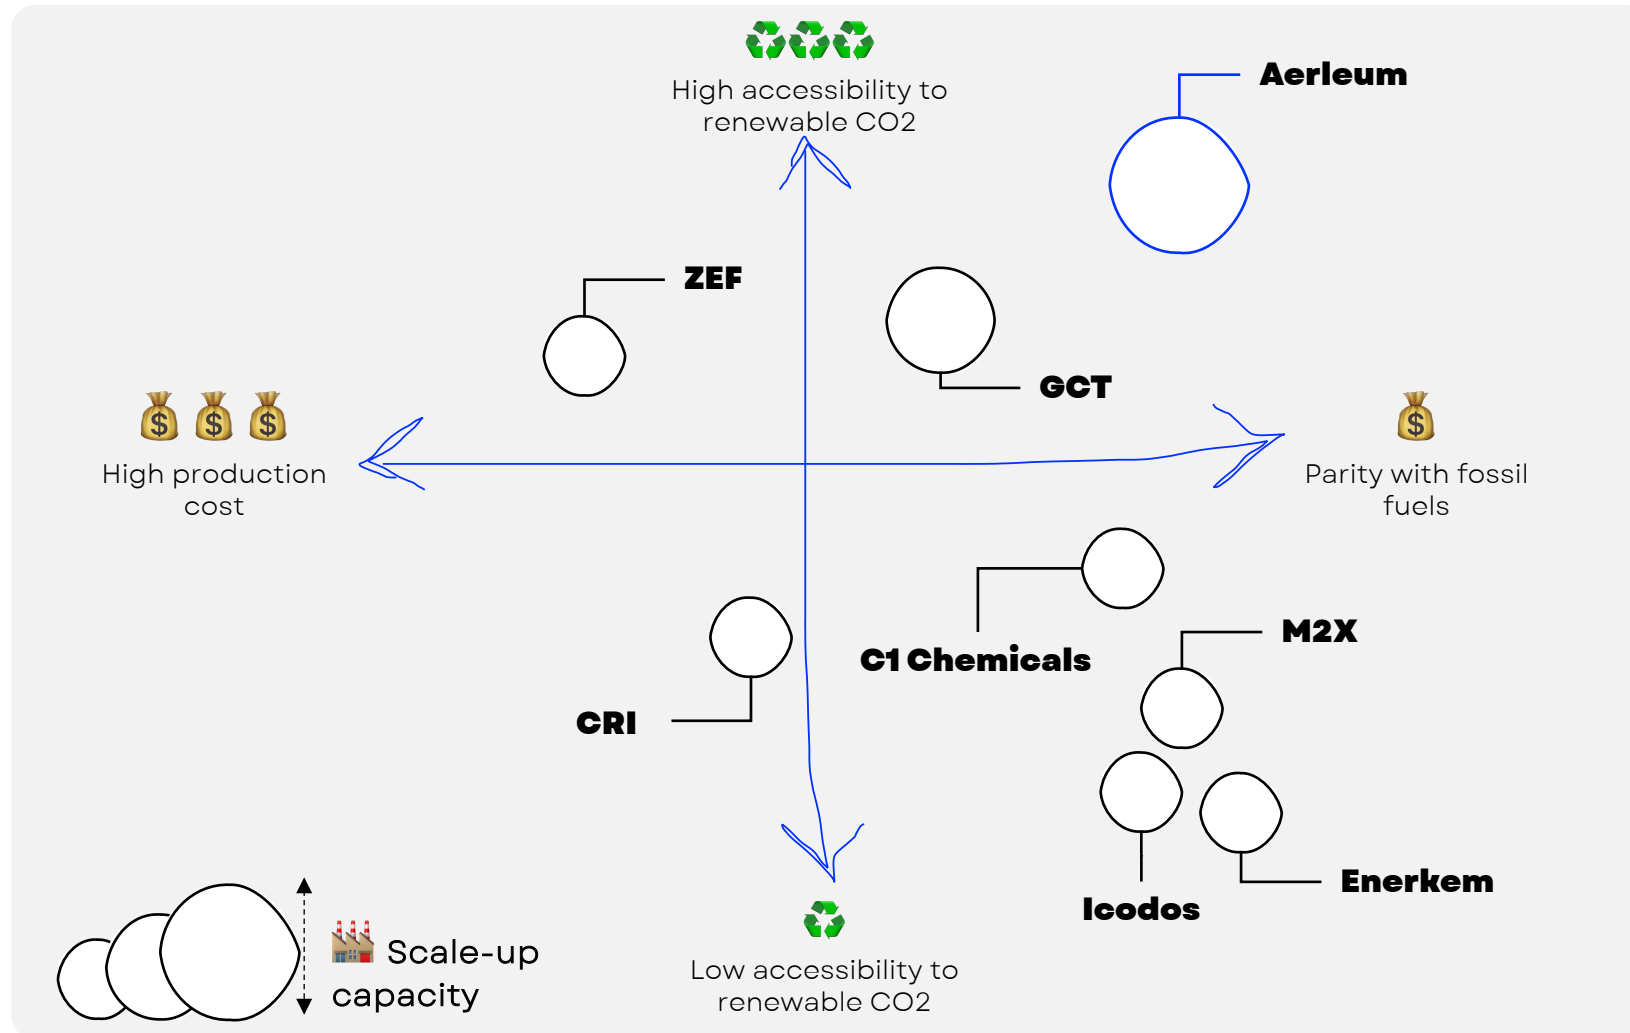 High accessibility to
renewable CO2
Aerleum
ZEF
GCT
High production
cost
Parity with fossil
fuels
C1 Chemicals
M2X
CRI
Icodos
Enerkem
Scale-up
capacity
Low accessibility to
renewable CO2